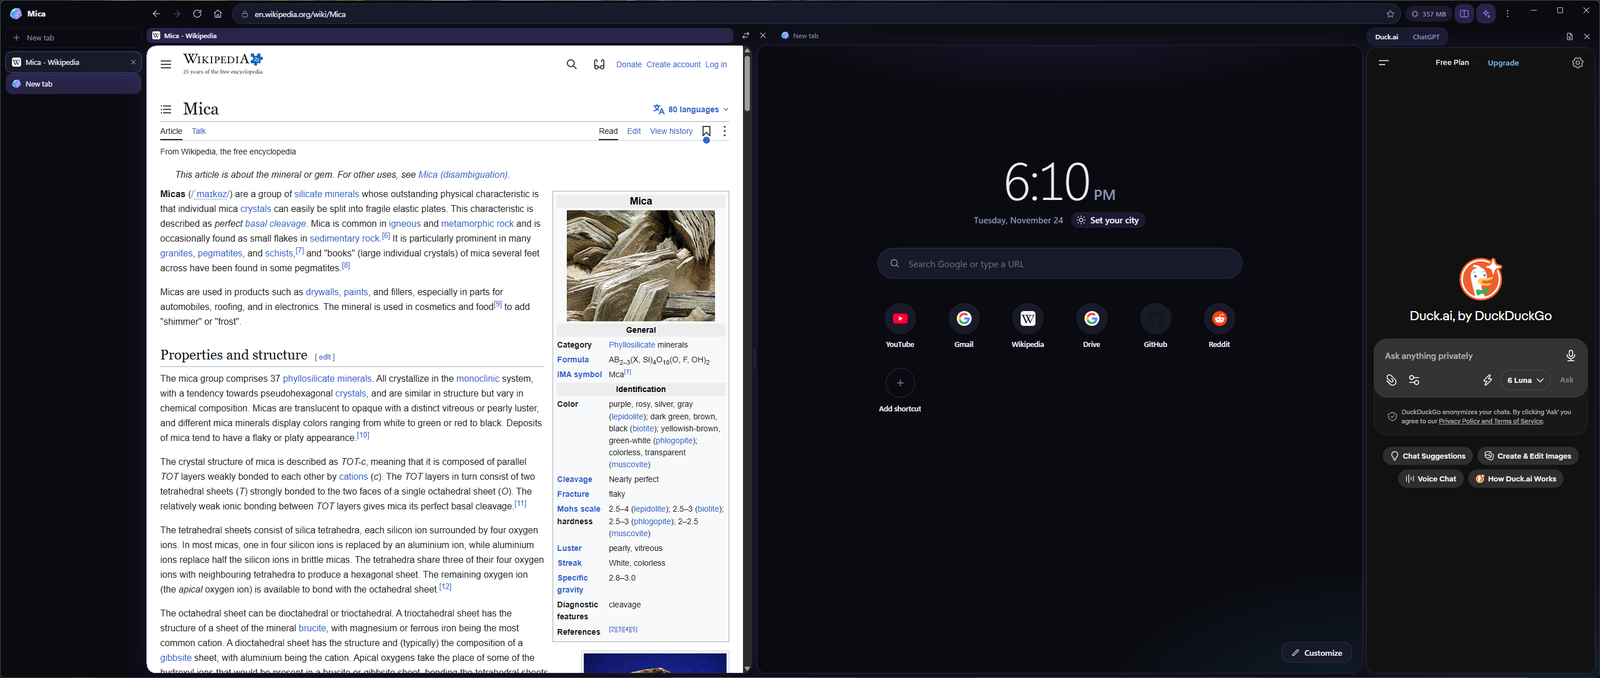 Mica
en.wikipedia.org/wiki/Mica
357 MB
New tab
Mica - Wikipedia
New tab
Mica - Wikipedia
WIKIPEDIA
25 years of the free encyclopedia
Donate Create account Log in
Mica
80 languages
Article Talk
Read Edit View history
From Wikipedia, the free encyclopedia
This article is about the mineral or gem. For other uses, see Mica (disambiguation).
Micas (/ˈmaɪkəz/) are a group of silicate minerals whose outstanding physical characteristic is
that individual mica crystals can easily be split into fragile elastic plates. This characteristic is
described as perfect basal cleavage. Mica is common in igneous and metamorphic rock and is
occasionally found as small flakes in sedimentary rock.[6] It is particularly prominent in many
granites, pegmatites, and schists,[7] and "books" (large individual crystals) of mica several feet
across have been found in some pegmatites.[8]
Micas are used in products such as drywalls, paints, and fillers, especially in parts for
automobiles, roofing, and in electronics. The mineral is used in cosmetics and food[9] to add
"shimmer" or "frost".
Properties and structure [ edit ]
The mica group comprises 37 phyllosilicate minerals. All crystallize in the monoclinic system,
with a tendency towards pseudohexagonal crystals, and are similar in structure but vary in
chemical composition. Micas are translucent to opaque with a distinct vitreous or pearly luster,
and different mica minerals display colors ranging from white to green or red to black. Deposits
of mica tend to have a flaky or platy appearance.[10]
The crystal structure of mica is described as TOT-c, meaning that it is composed of parallel
TOT layers weakly bonded to each other by cations (c). The TOT layers in turn consist of two
tetrahedral sheets (T) strongly bonded to the two faces of a single octahedral sheet (O). The
relatively weak ionic bonding between TOT layers gives mica its perfect basal cleavage.[11]
The tetrahedral sheets consist of silica tetrahedra, each silicon ion surrounded by four oxygen
ions. In most micas, one in four silicon ions is replaced by an aluminium ion, while aluminium
ions replace half the silicon ions in brittle micas. The tetrahedra share three of their four oxygen
ions with neighbouring tetrahedra to produce a hexagonal sheet. The remaining oxygen ion
(the apical oxygen ion) is available to bond with the octahedral sheet.[12]
The octahedral sheet can be dioctahedral or trioctahedral. A trioctahedral sheet has the
structure of a sheet of the mineral brucite, with magnesium or ferrous iron being the most
common cation. A dioctahedral sheet has the structure and (typically) the composition of a
gibbsite sheet, with aluminium being the cation. Apical oxygens take the place of some of the
hydroxyl ions that would be present in a brucite or gibbsite sheet, bonding the tetrahedral sheets
Mica
General
Category Phyllosilicate minerals
Formula AB2–3(X, Si)4O10(O, F, OH)2
IMA symbol Mca[1]
Identification
Color purple, rosy, silver, gray
(lepidolite); dark green, brown,
black (biotite); yellowish-brown,
green-white (phlogopite);
colorless, transparent
(muscovite)
Cleavage Nearly perfect
Fracture flaky
Mohs scale 2.5–4 (lepidolite); 2.5–3 (biotite);
hardness 2.5–3 (phlogopite); 2–2.5
(muscovite)
Luster pearly, vitreous
Streak White, colorless
Specific 2.8–3.0
gravity
Diagnostic cleavage
features
References [2][3][4][5]
New tab
6:10 PM
Tuesday, November 24 Set your city
Search Google or type a URL
YouTube Gmail Wikipedia Drive GitHub Reddit
Add shortcut
Customize
Duck.ai ChatGPT
Free Plan · Upgrade
Duck.ai, by DuckDuckGo
Ask anything privately
6 Luna Ask
DuckDuckGo anonymizes your chats. By clicking 'Ask' you
agree to our Privacy Policy and Terms of Service.
Chat Suggestions Create & Edit Images
Voice Chat How Duck.ai Works